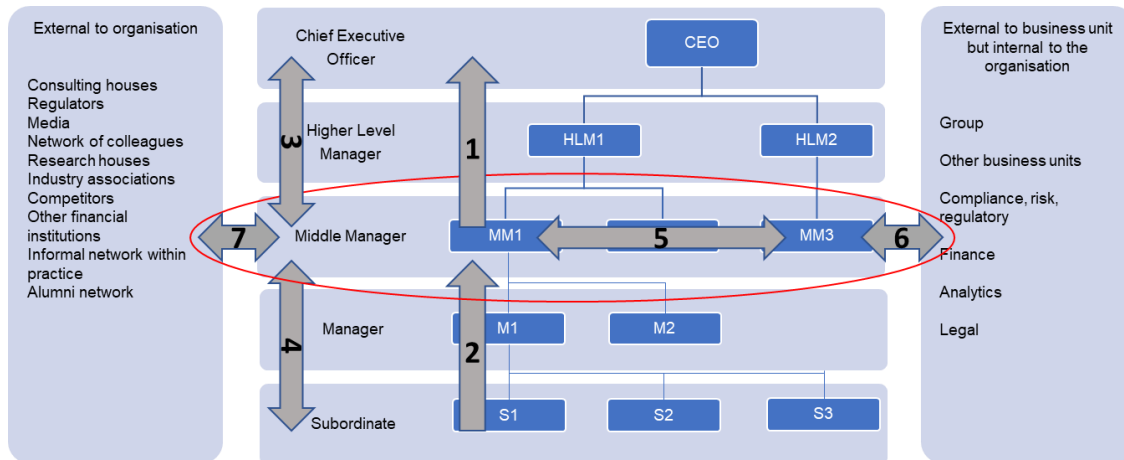 External to organisation
Consulting houses
Regulators
Media
Network of colleagues
Research houses
Industry associations
Competitors
Other financial
institutions
Informal network within
practice
Alumni network
Chief Executive
Officer
CEO
Higher Level
Manager
HLM1
HLM2
3
1
7
Middle Manager
MM1
5
MM3
6
Manager
M1
M2
4
2
Subordinate
S1
S2
S3
External to business unit
but internal to the
organisation
Group
Other business units
Compliance, risk,
regulatory
Finance
Analytics
Legal